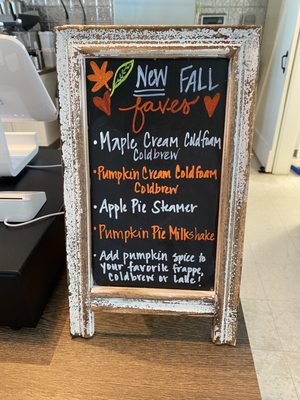 New FALL
faves
• Maple Cream Coldfoam
Coldbrew
• Pumpkin Cream Coldfoam
Coldbrew
• Apple Pie Steamer
• Pumpkin Pie Milkshake
• Add pumpkin spice to
your favorite frappe,
coldbrew or Latte!